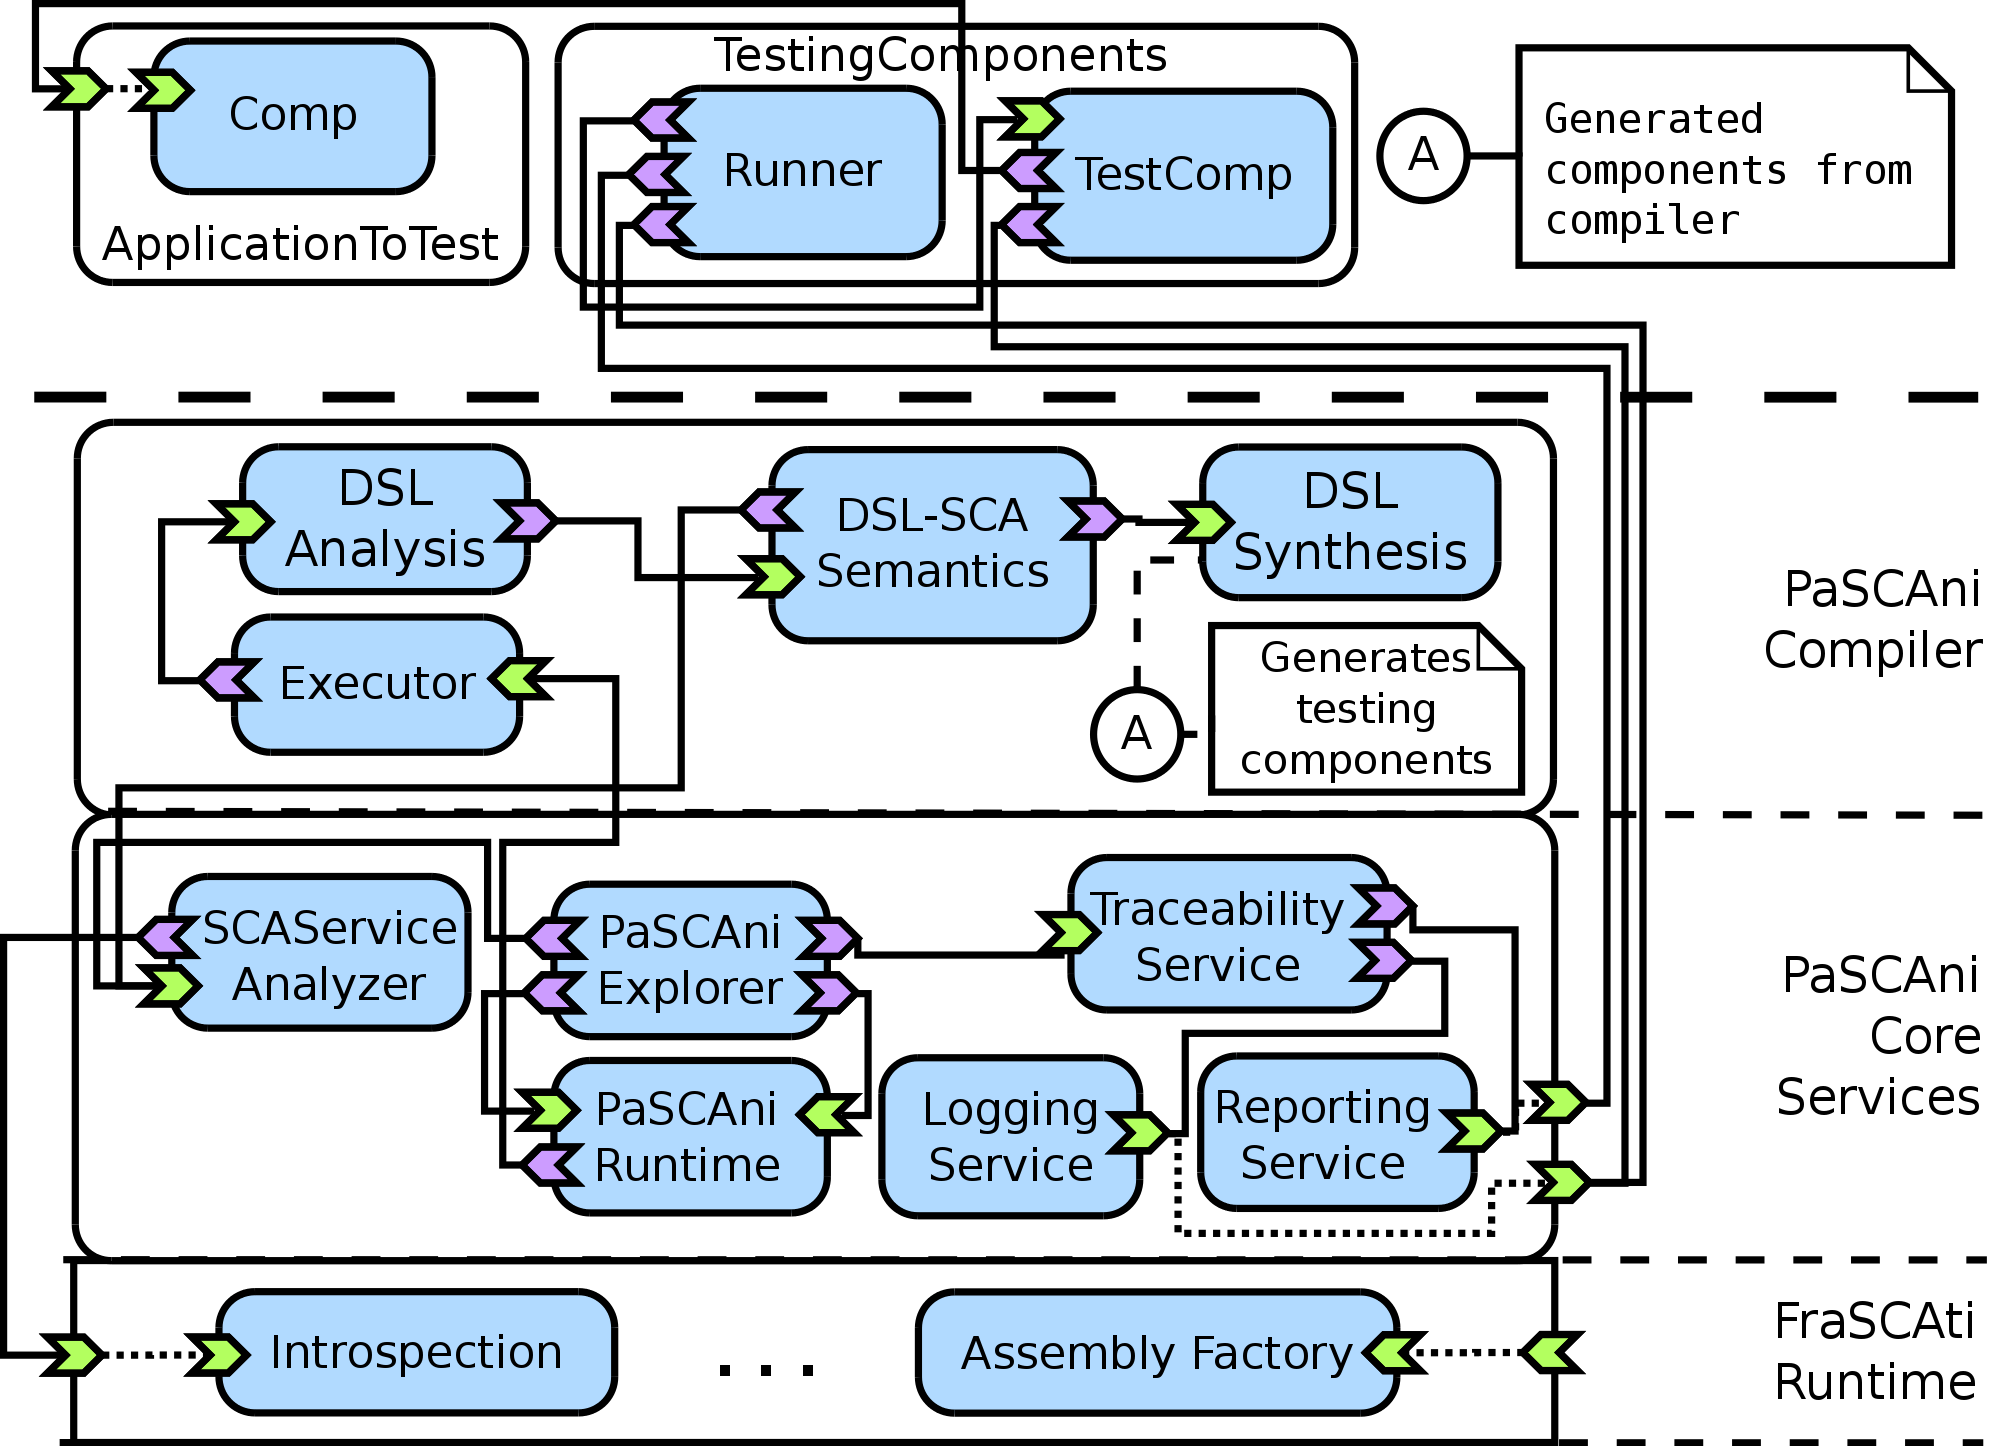 TestingComponents
Comp
Runner
TestComp
ApplicationToTest
A
Generated
components from
compiler
DSL
Analysis
DSL-SCA
Semantics
DSL
Synthesis
Executor
A
Generates
testing
components
PaSCAni
Compiler
SCAService
Analyzer
PaSCAni
Explorer
Traceability
Service
PaSCAni
Runtime
Logging
Service
Reporting
Service
PaSCAni
Core
Services
Introspection
. . .
Assembly Factory
FraSCAti
Runtime